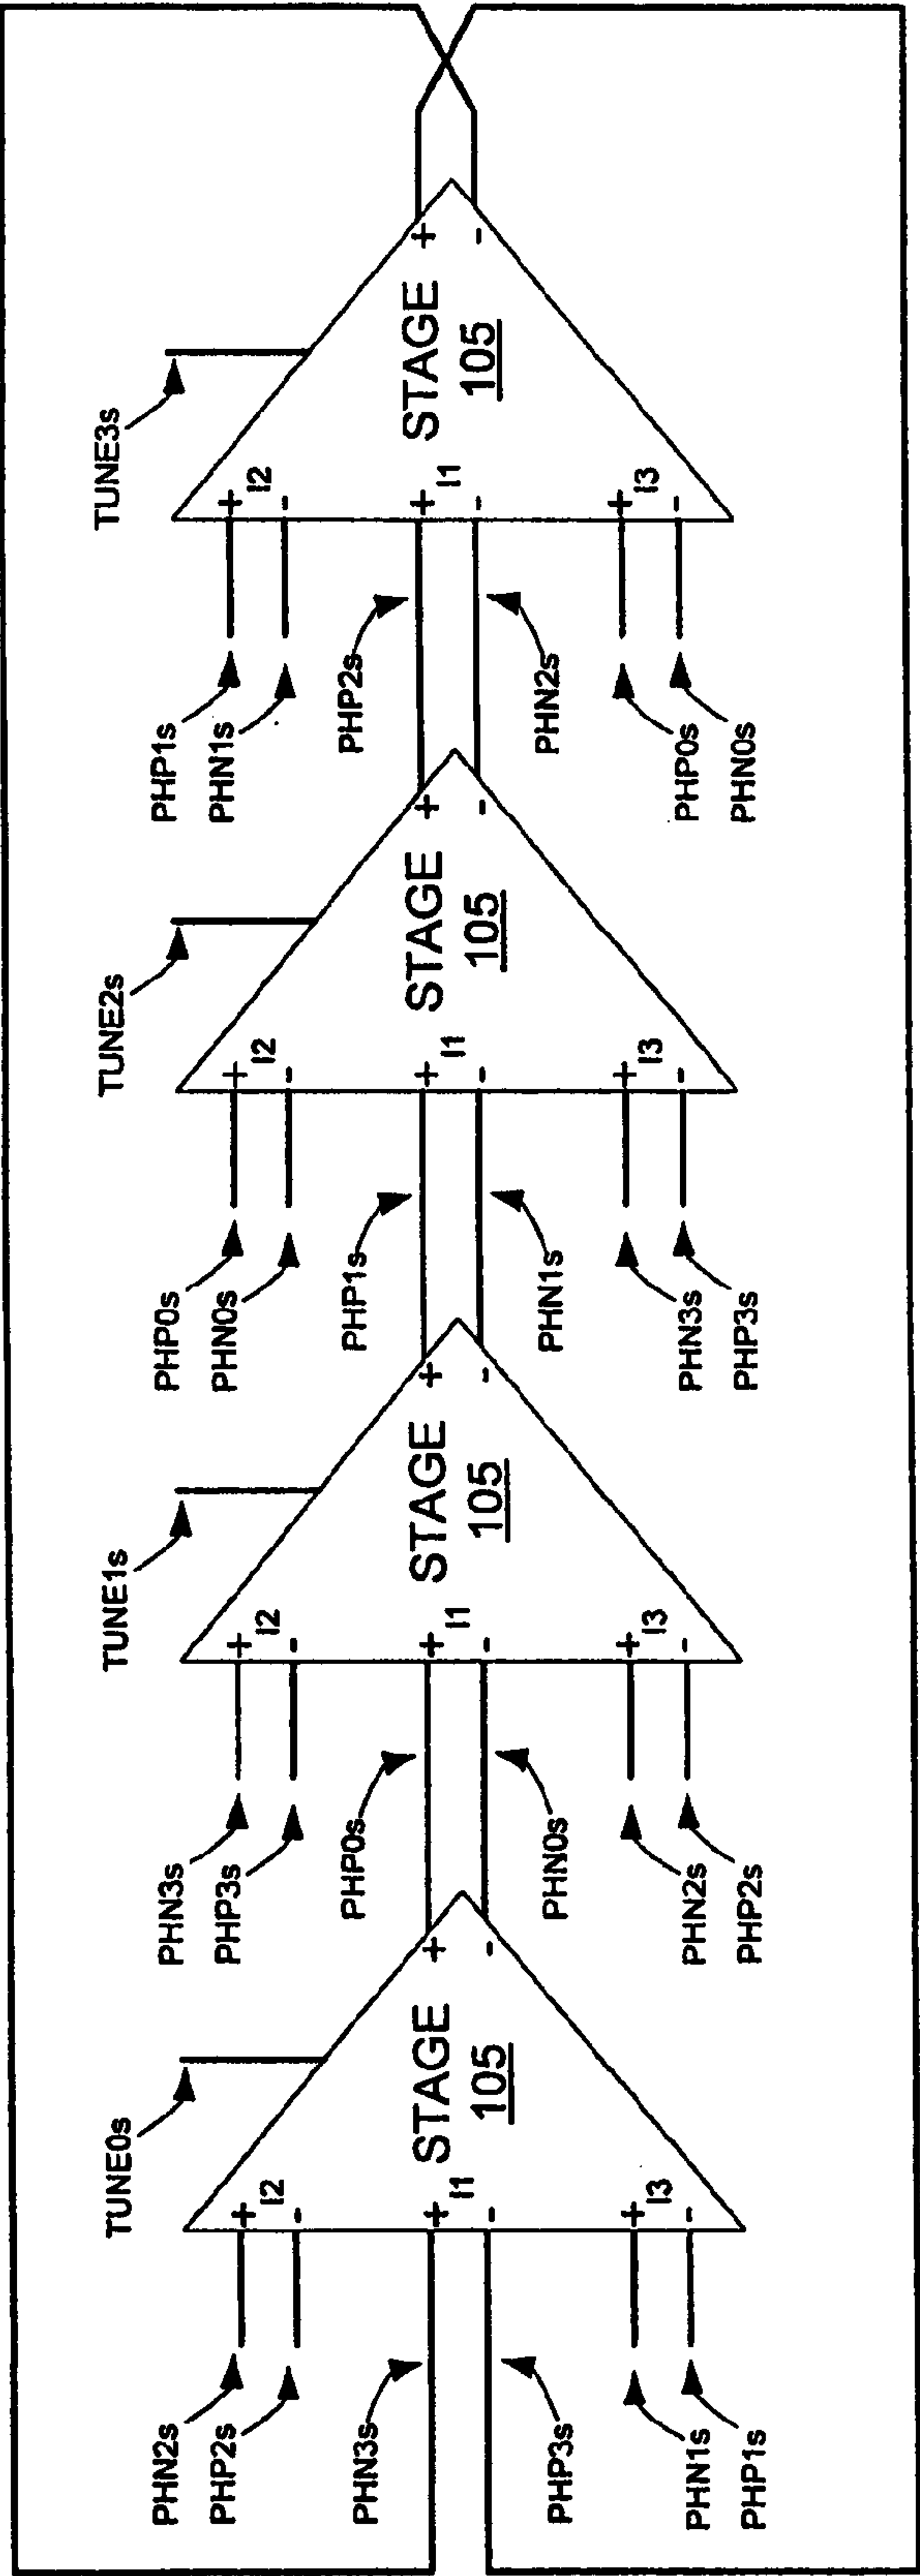 TUNE0s
TUNE1s
TUNE2s
TUNE3s
PHN2s
PHP2s
PHN3s
PHP3s
PHN1s
PHP1s
+ I2
-
+ I1
-
+ I3
-
STAGE
105
+
-
PHN3s
PHP3s
PHP0s
PHN0s
PHN2s
PHP2s
+ I2
-
+ I1
-
+ I3
-
STAGE
105
+
-
PHP0s
PHN0s
PHP1s
PHN1s
PHN3s
PHP3s
+ I2
-
+ I1
-
+ I3
-
STAGE
105
+
-
PHP1s
PHN1s
PHP2s
PHN2s
PHP0s
PHN0s
+ I2
-
+ I1
-
+ I3
-
STAGE
105
+
-